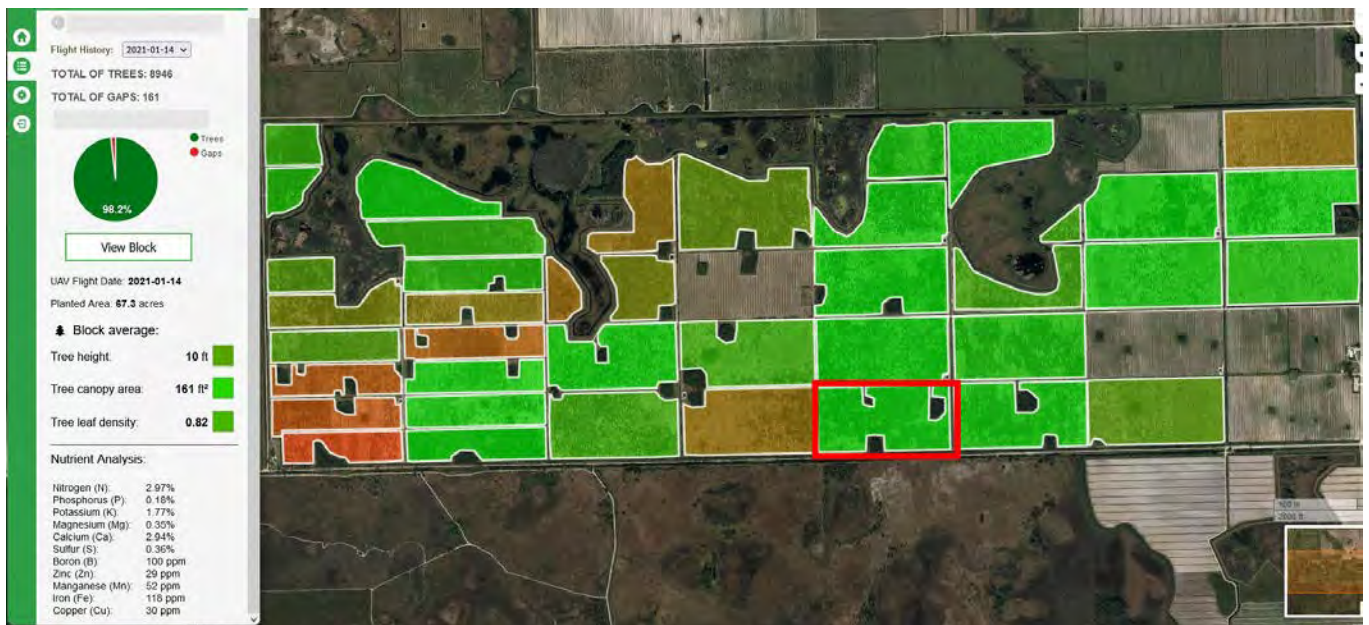 Flight History: 2021-01-14
TOTAL OF TREES: 8946
TOTAL OF GAPS: 161
Trees
Gaps
98.2%
View Block
UAV Flight Date: 2021-01-14
Planted Area: 67.3 acres
Block average:
Tree height: 10 ft
Tree canopy area: 161 ft²
Tree leaf density: 0.82
Nutrient Analysis:
Nitrogen (N): 2.97%
Phosphorus (P): 0.16%
Potassium (K): 1.77%
Magnesium (Mg): 0.35%
Calcium (Ca): 2.94%
Sulfur (S): 0.36%
Boron (B): 100 ppm
Zinc (Zn): 29 ppm
Manganese (Mn): 52 ppm
Iron (Fe): 118 ppm
Copper (Cu): 30 ppm
2000 ft